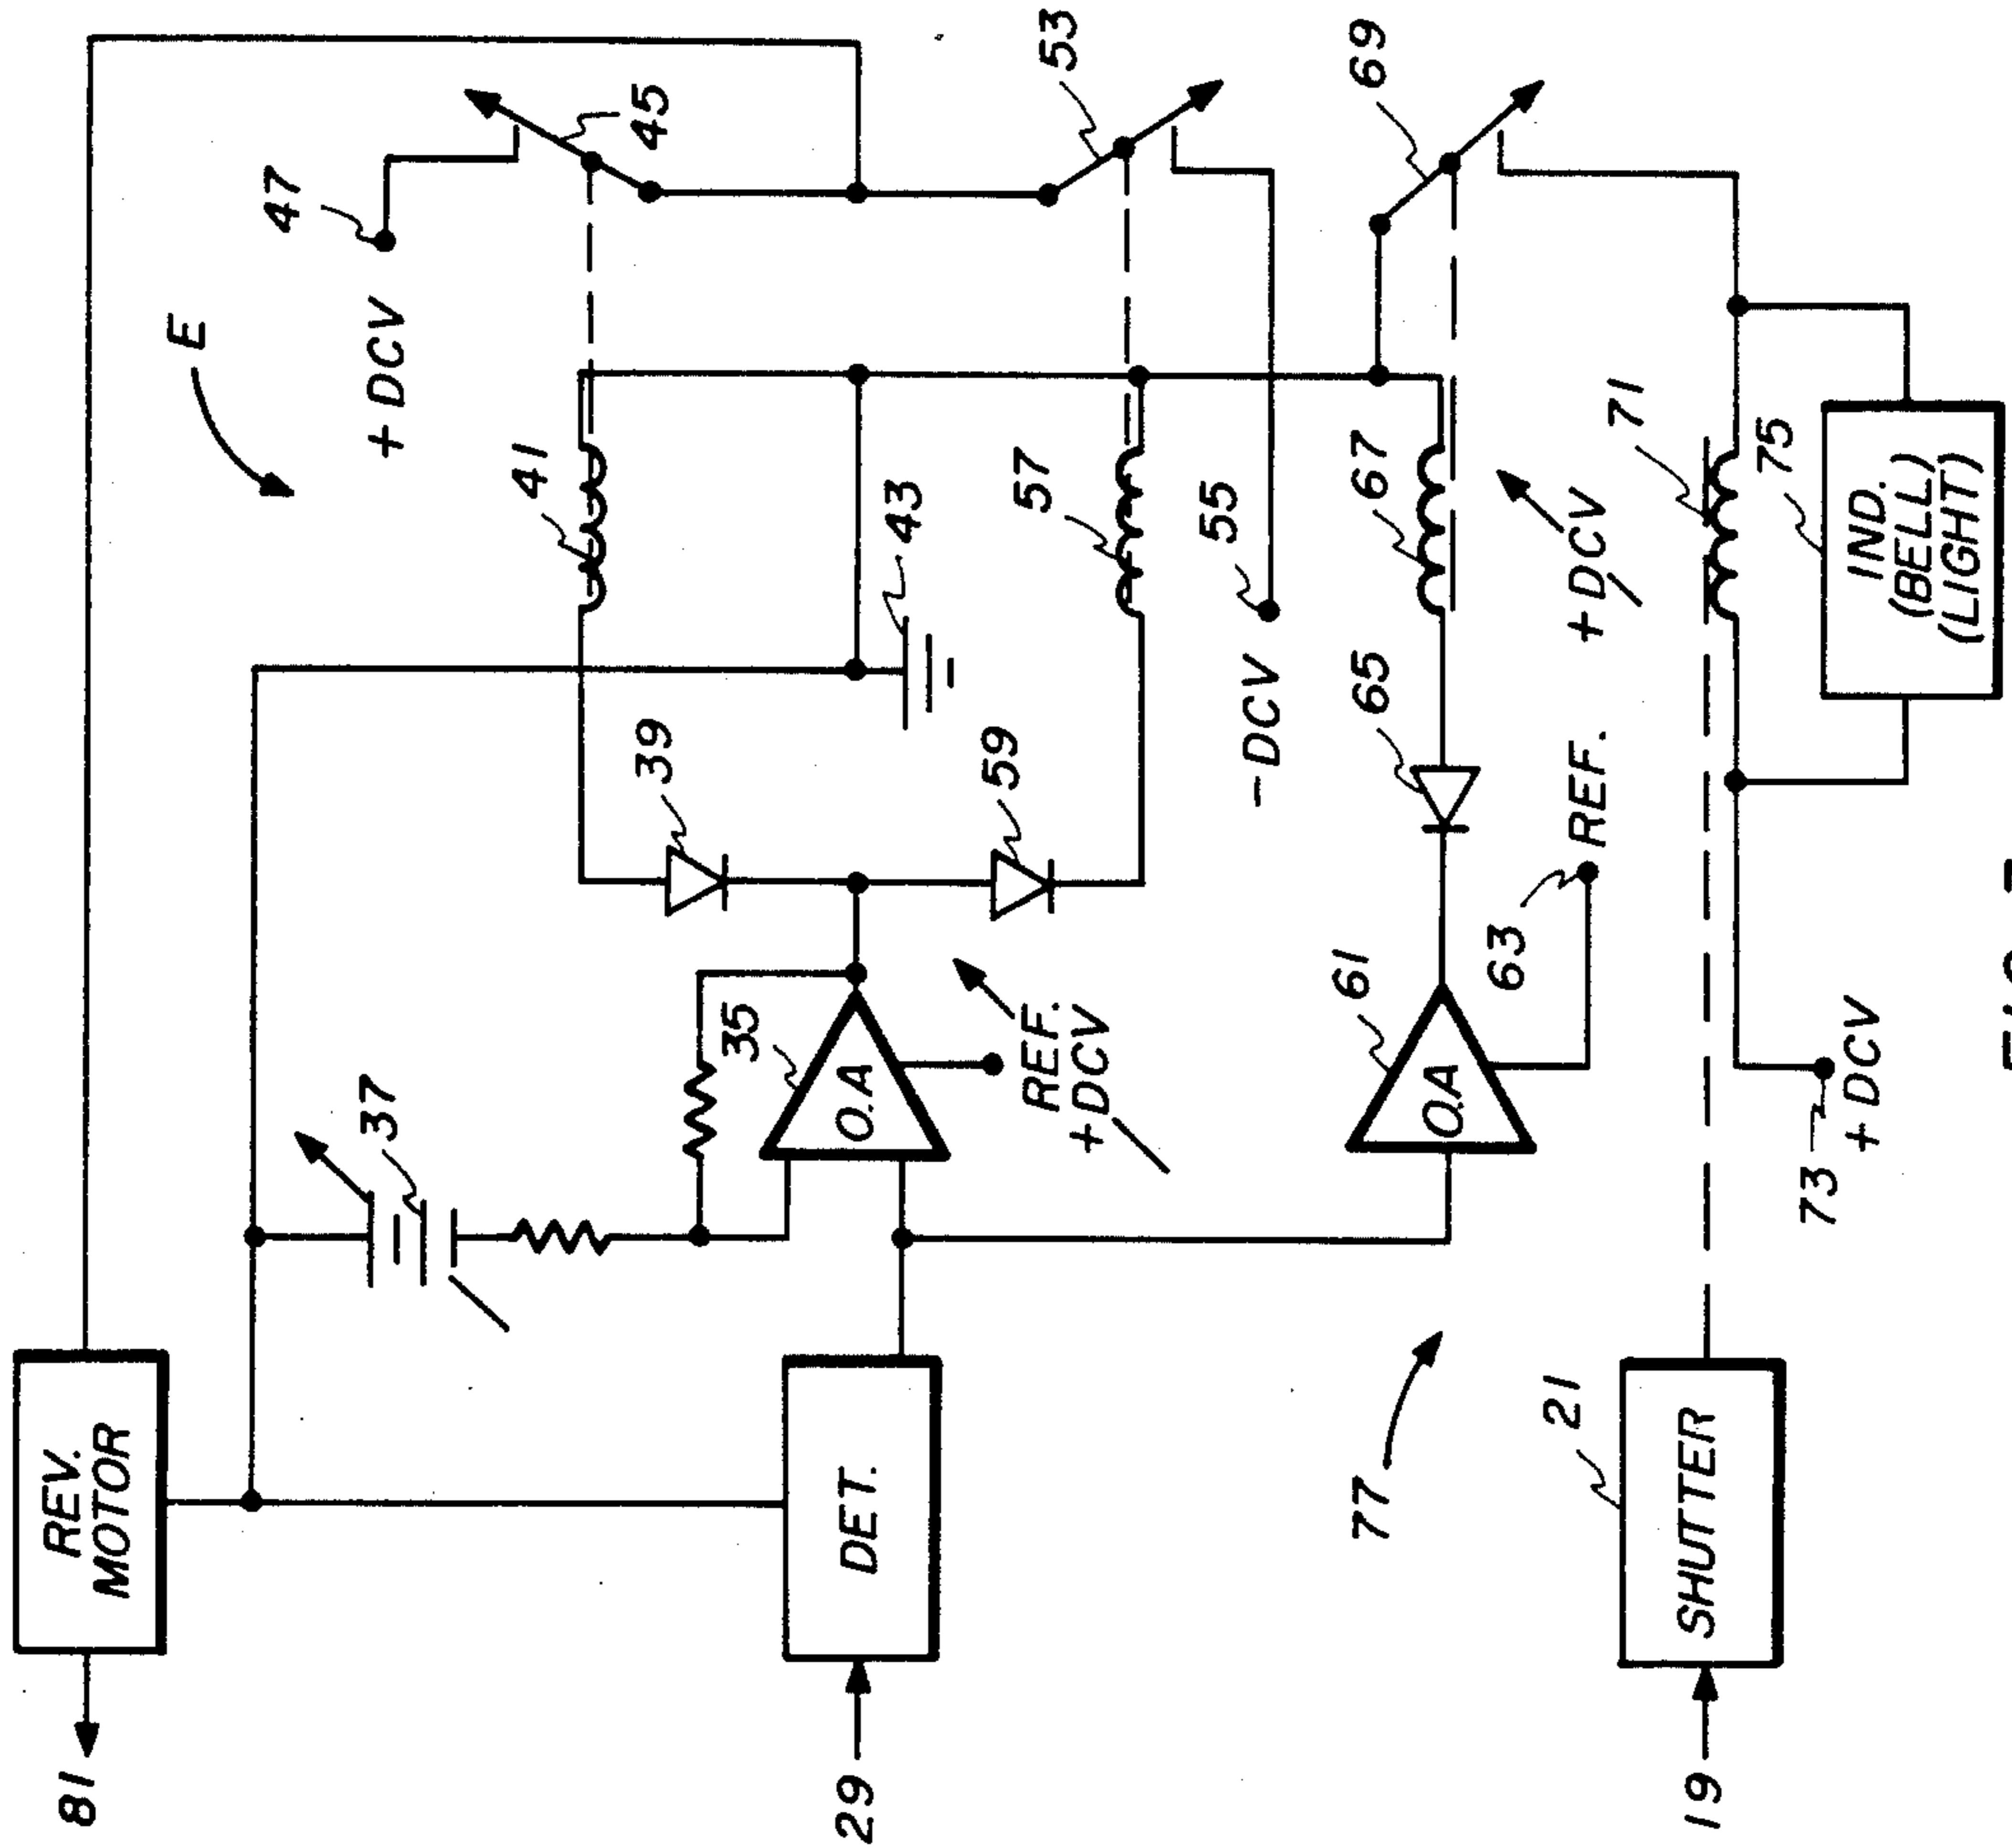 81
REV.
MOTOR
E
47
37
+DCV
41
45
39
35
29
DET.
O.A
43
59
57
53
REF.
+DCV
55
-DCV
61
77
65
67
69
O.A
63
21
REF.
+DCV
71
19
SHUTTER
75
73
+DCV
IND.
(BELL)
(LIGHT)